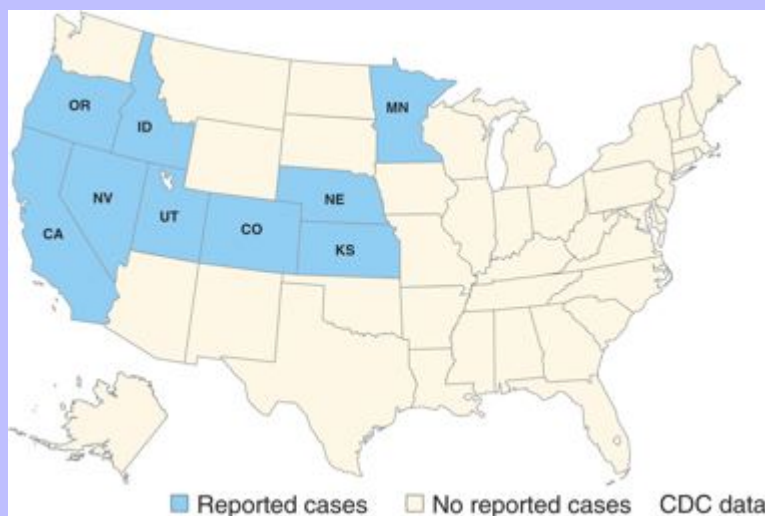 OR
ID
MN
NV
NE
UT
CO
CA
KS
Reported cases No reported cases CDC data